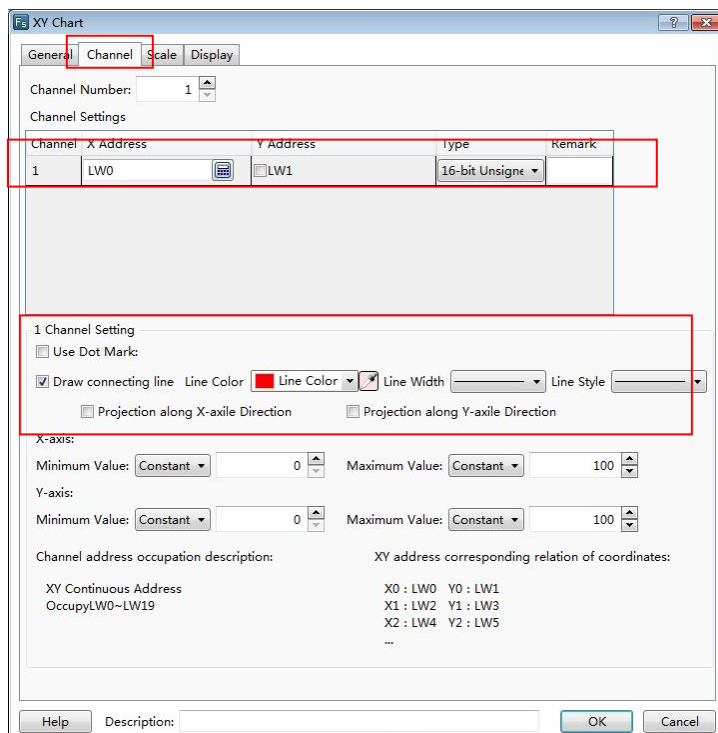 Fs XY Chart
General Channel Scale Display
Channel Number: 1
Channel Settings
Channel X Address Y Address Type Remark
1 LW0 LW1 16-bit Unsigne
1 Channel Setting
Use Dot Mark:
Draw connecting line Line Color Line Color Line Width Line Style
Projection along X-axile Direction Projection along Y-axile Direction
X-axis:
Minimum Value: Constant 0 Maximum Value: Constant 100
Y-axis:
Minimum Value: Constant 0 Maximum Value: Constant 100
Channel address occupation description: XY address corresponding relation of coordinates:
XY Continuous Address X0 : LW0 Y0 : LW1
OccupyLW0~LW19 X1 : LW2 Y1 : LW3
X2 : LW4 Y2 : LW5
...
Help Description: OK Cancel